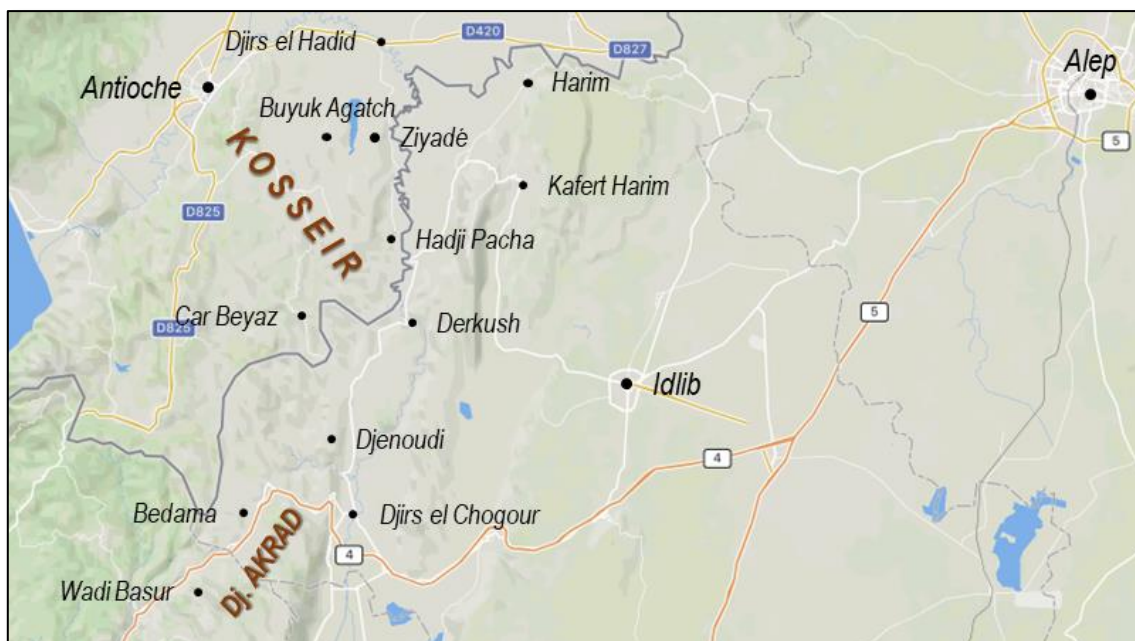 Djirs el Hadid
D420
D827
Antioche
Harim
Alep
Buyuk Agatch
Ziyadé
5
KOSSEIR
Kafert Harim
D825
Hadji Pacha
Car Beyaz
D825
Derkush
5
Idlib
Djenoudi
4
Bedama
Djirs el Chogour
Dj. AKRAD
4
Wadi Basur